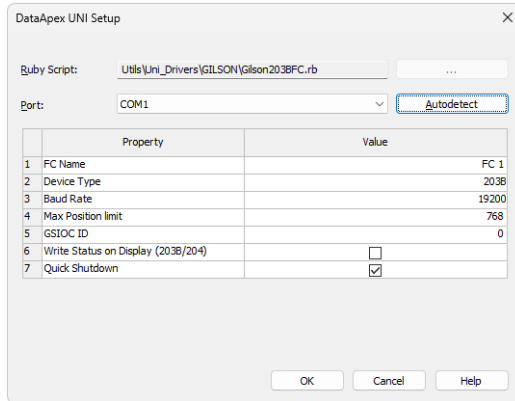 DataApex UNI Setup
Ruby Script: Utils\Uni_Drivers\GILSON\Gilson203BFC.rb ...
Port: COM1 Autodetect
Property Value
1 FC Name FC 1
2 Device Type 203B
3 Baud Rate 19200
4 Max Position limit 768
5 GSIOC ID 0
6 Write Status on Display (203B/204)
7 Quick Shutdown
OK Cancel Help